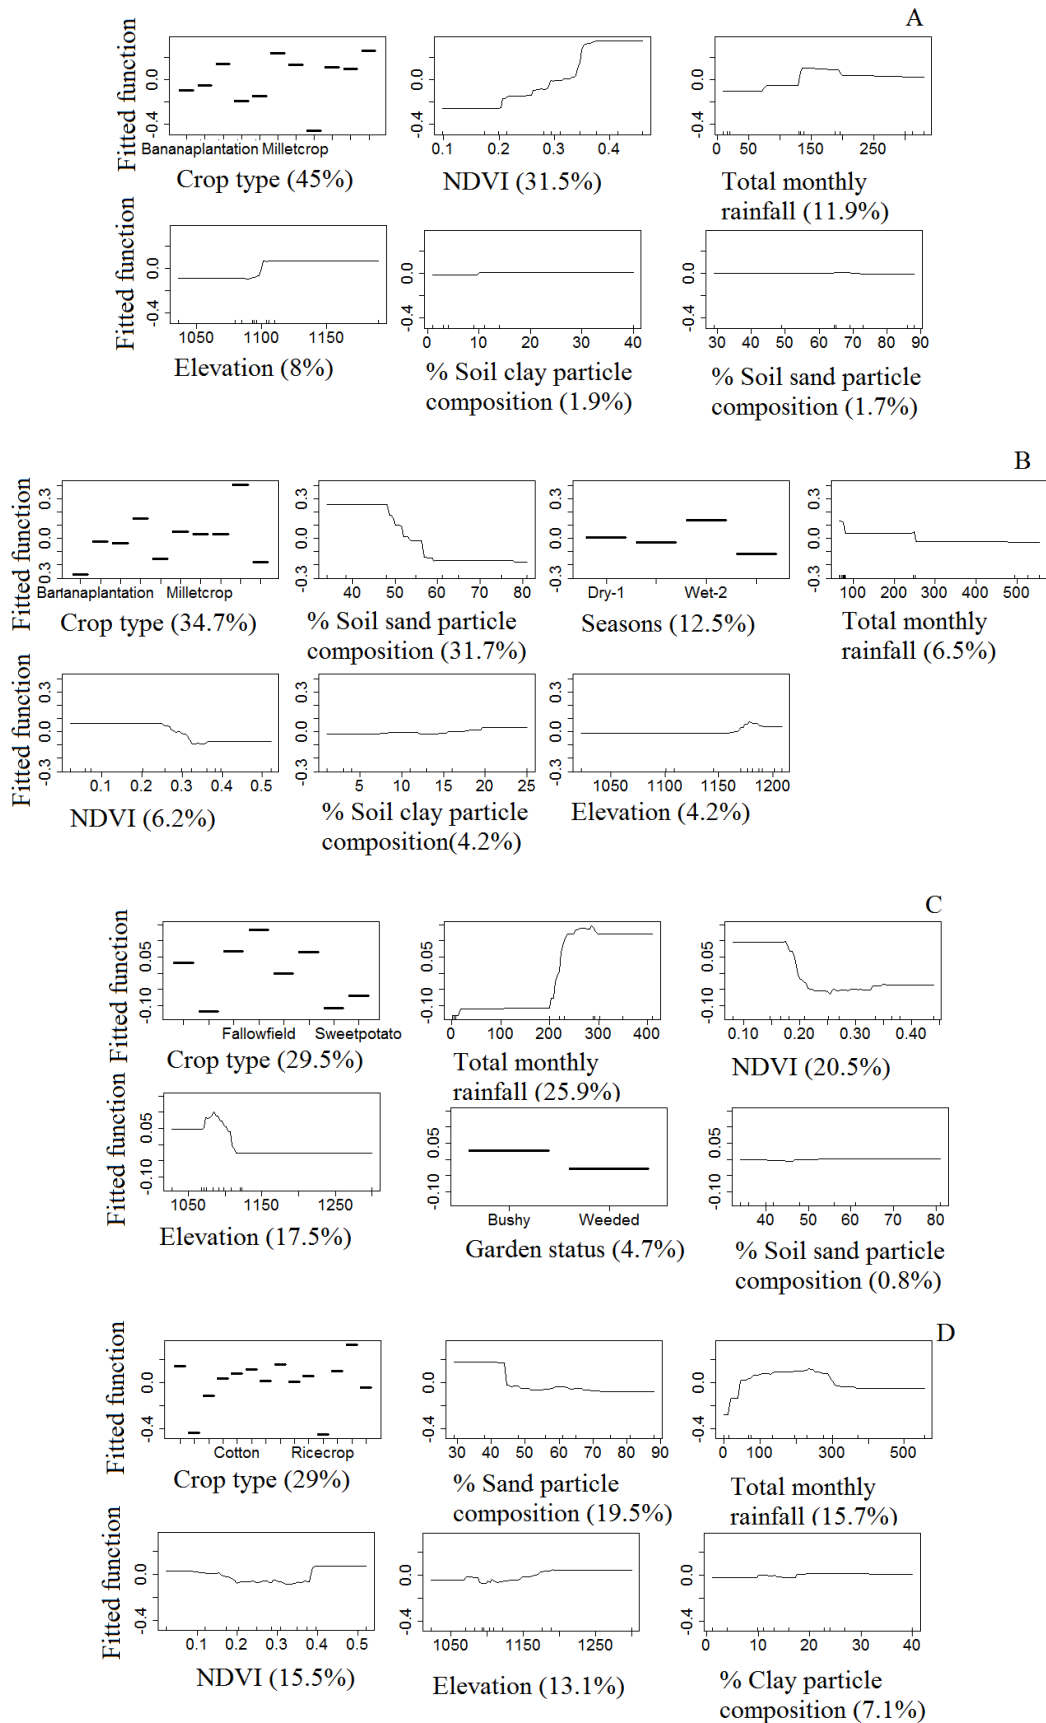 A
Fitted function
0.0
-0.4
Bananaplantation Milletcrop
Crop type (45%)
0.1 0.2 0.3 0.4
NDVI (31.5%)
0.0
-0.4
0 50 150 250
Total monthly
rainfall (11.9%)
Fitted function
0.0
-0.4
1050 1100 1150
Elevation (8%)
0.0
-0.4
0 10 20 30 40
% Soil clay particle
composition (1.9%)
0.0
-0.4
30 40 50 60 70 80 90
% Soil sand particle
composition (1.7%)
B
Fitted function
0.3
0.0
-0.3
Bananaplantation Milletcrop
Crop type (34.7%)
0.3
0.0
-0.3
40 50 60 70 80
% Soil sand particle
composition (31.7%)
0.3
0.0
-0.3
Dry-1 Wet-2
Seasons (12.5%)
0.3
0.0
-0.3
100 200 300 400 500
Total monthly
rainfall (6.5%)
Fitted function
0.3
0.0
-0.3
0.1 0.2 0.3 0.4 0.5
NDVI (6.2%)
0.3
0.0
-0.3
5 10 15 20 25
% Soil clay particle
composition(4.2%)
0.3
0.0
-0.3
1050 1100 1150 1200
Elevation (4.2%)
C
Fitted function
0.05
-0.10
Fallowfield Sweetpotato
Crop type (29.5%)
0.05
-0.10
0 100 200 300 400
Total monthly
rainfall (25.9%)
0.05
-0.10
0.10 0.20 0.30 0.40
NDVI (20.5%)
Fitted function
0.05
-0.10
1050 1150 1250
Elevation (17.5%)
0.05
-0.10
Bushy Weeded
Garden status (4.7%)
0.05
-0.10
40 50 60 70 80
% Soil sand particle
composition (0.8%)
D
Fitted function
0.0
-0.4
Cotton Ricecrop
Crop type (29%)
0.0
-0.4
30 40 50 60 70 80 90
% Sand particle
composition (19.5%)
0.0
-0.4
0 100 300 500
Total monthly
rainfall (15.7%)
Fitted function
0.0
-0.4
0.1 0.2 0.3 0.4 0.5
NDVI (15.5%)
0.0
-0.4
1050 1150 1250
Elevation (13.1%)
0.0
-0.4
0 10 20 30 40
% Clay particle
composition (7.1%)